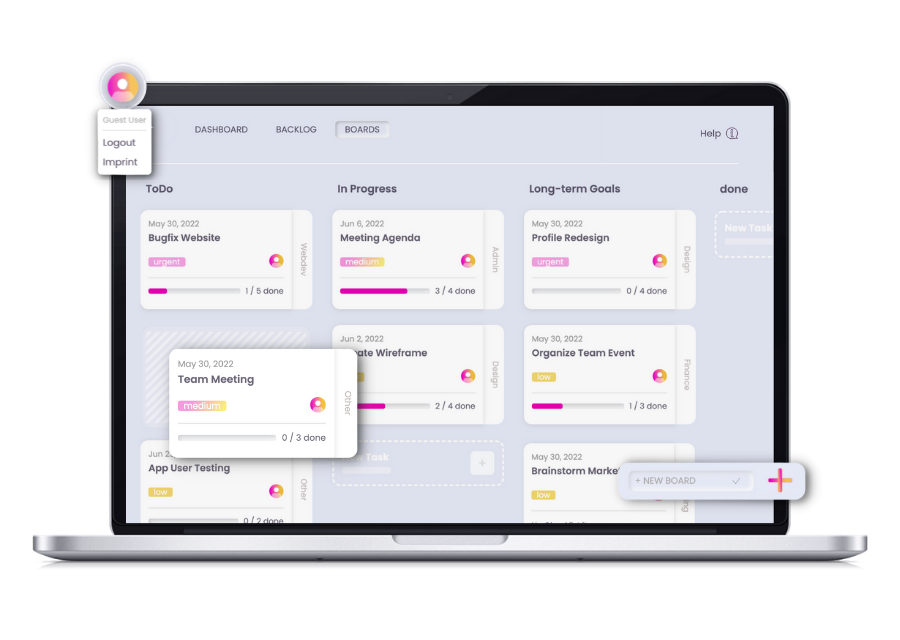 Guest User
Logout
Imprint
DASHBOARD
BACKLOG
BOARDS
Help
ToDo
May 30, 2022
Bugfix Website
urgent
1 / 5 done
Webdev
May 30, 2022
Team Meeting
medium
0 / 3 done
Other
Jun 2
App User Testing
low
0 / 2 done
Other
In Progress
Jun 6, 2022
Meeting Agenda
medium
3 / 4 done
Admin
Jun 2, 2022
ate Wireframe
2 / 4 done
Design
Task
+
Long-term Goals
May 30, 2022
Profile Redesign
urgent
0 / 4 done
Design
May 30, 2022
Organize Team Event
low
1 / 3 done
Finance
May 30, 2022
Brainstorm Marke
low
ng
done
New Task
+ NEW BOARD